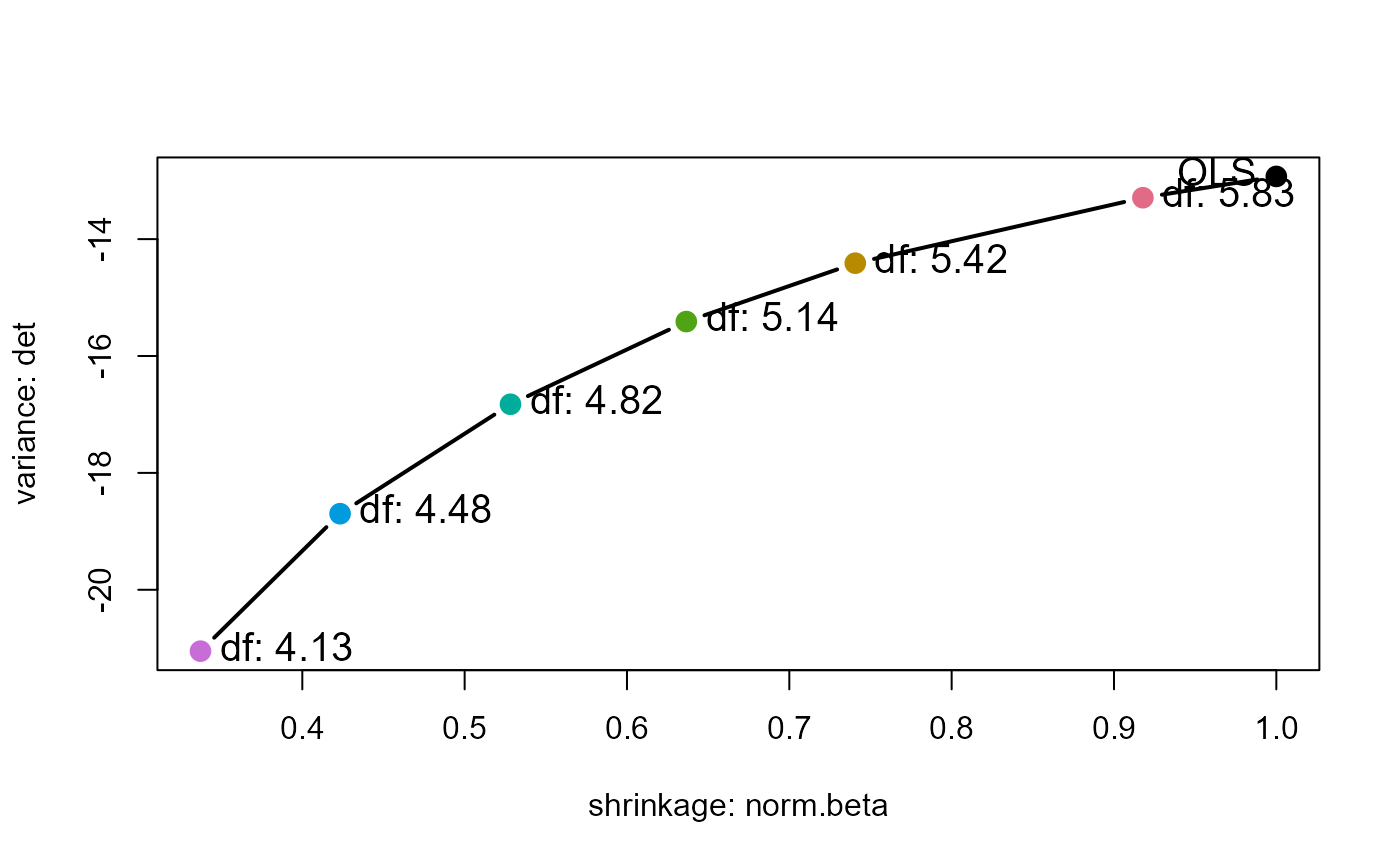 OLS
df: 5.83
df: 5.42
df: 5.14
df: 4.82
df: 4.48
df: 4.13
-14
-16
-18
-20
variance: det
0.4 0.5 0.6 0.7 0.8 0.9 1.0
shrinkage: norm.beta